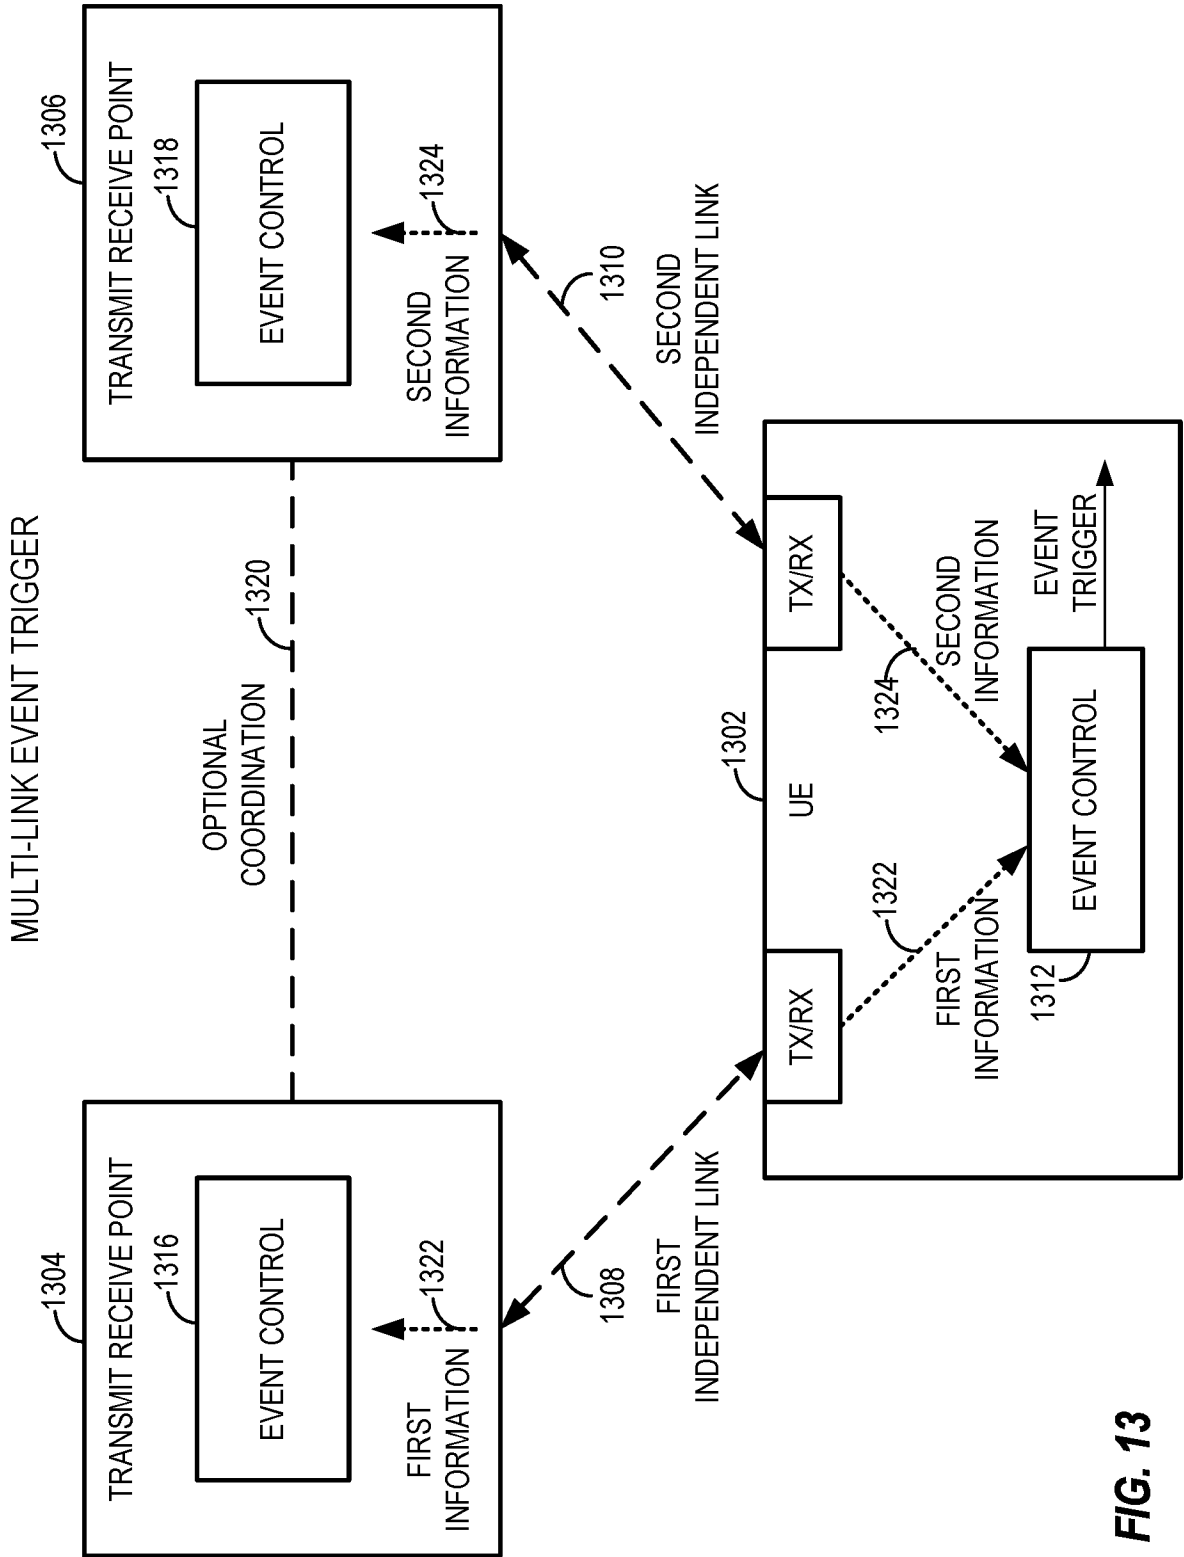 MULTI-LINK EVENT TRIGGER
1304
TRANSMIT RECEIVE POINT
1316
EVENT CONTROL
FIRST
INFORMATION
1322
OPTIONAL
COORDINATION
1320
1306
TRANSMIT RECEIVE POINT
1318
EVENT CONTROL
SECOND
INFORMATION
1324
1308
FIRST
INDEPENDENT LINK
1310
SECOND
INDEPENDENT LINK
1302
TX/RX
UE
TX/RX
FIRST
INFORMATION
1322
1324
SECOND
INFORMATION
1312
EVENT CONTROL
EVENT
TRIGGER
FIG. 13